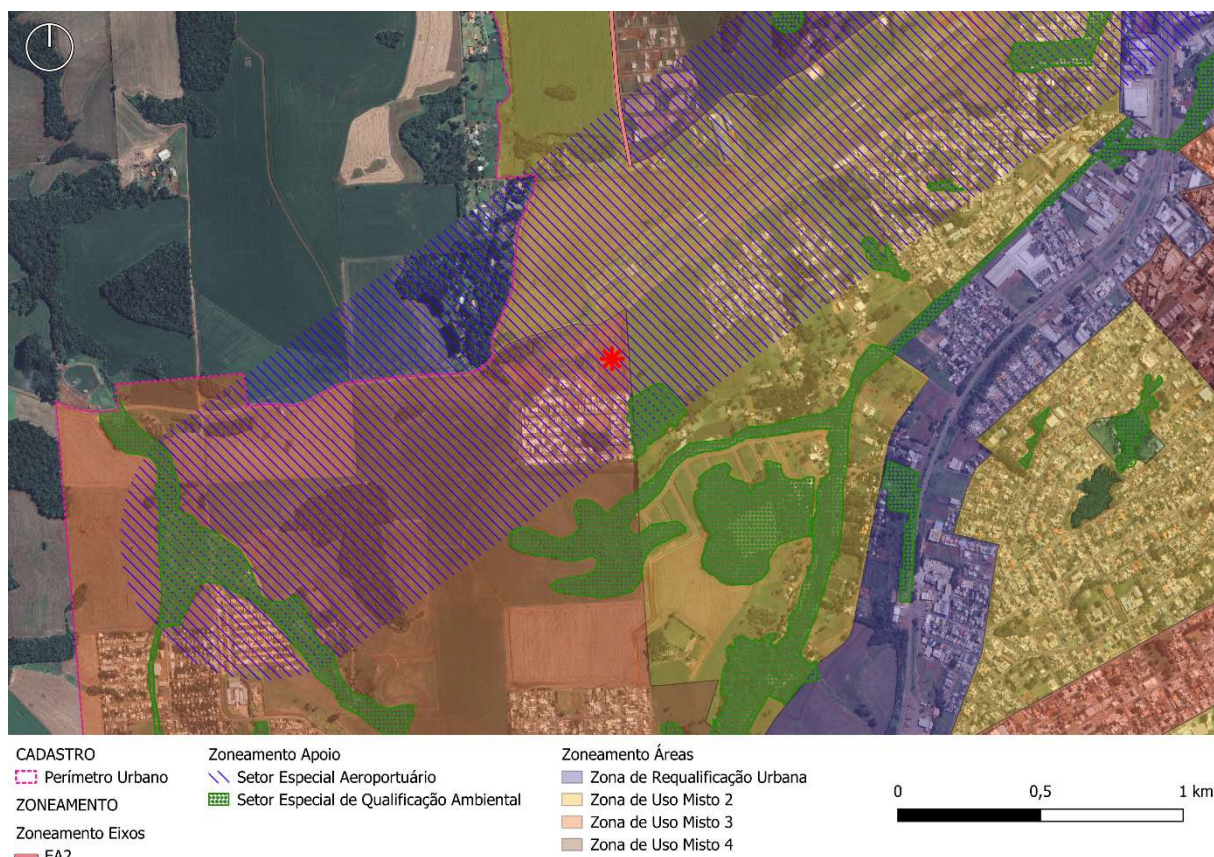 CADASTRO
Perímetro Urbano
ZONEAMENTO
Zoneamento Eixos
EA2
Zoneamento Apoio
Setor Especial Aeroportuário
Setor Especial de Qualificação Ambiental
Zoneamento Áreas
Zona de Requalificação Urbana
Zona de Uso Misto 2
Zona de Uso Misto 3
Zona de Uso Misto 4
0 0,5 1 km